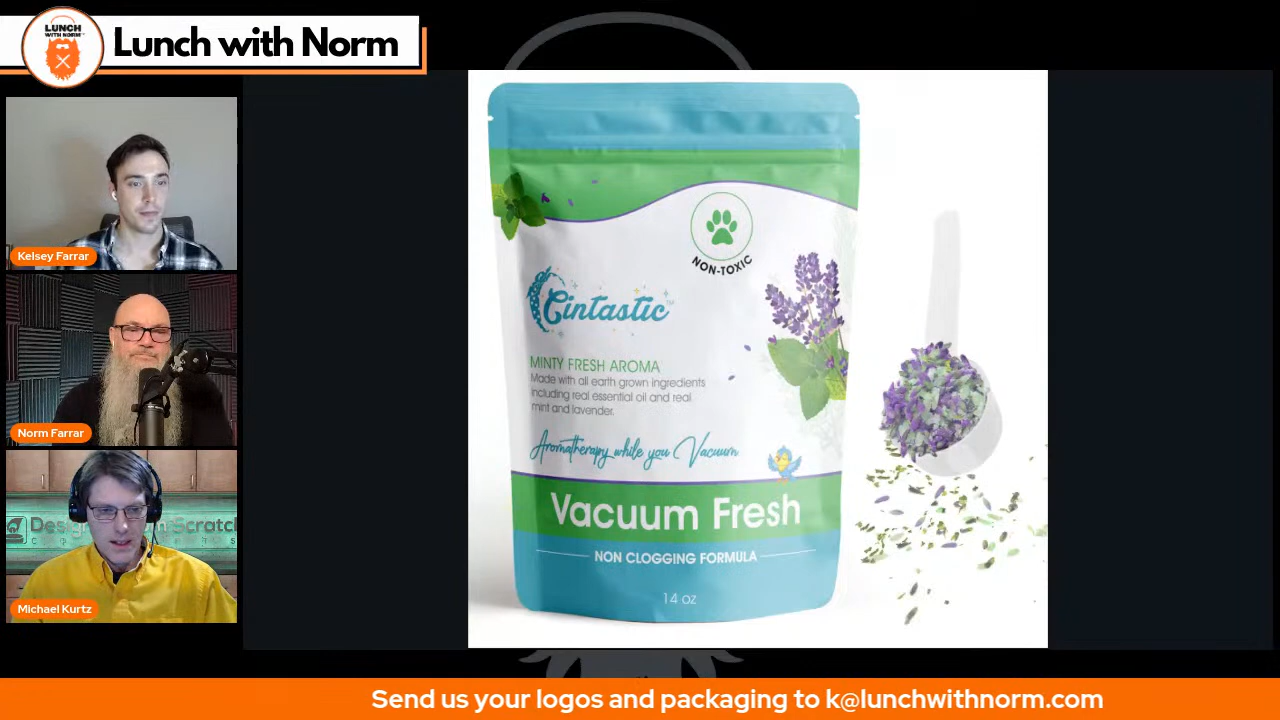 LUNCH
WITH NORM
Lunch with Norm
Kelsey Farrar
Norm Farrar
Michael Kurtz
NON-TOXIC
Cintastic™
MINTY FRESH AROMA
Made with all earth grown ingredients
including real essential oil and real
mint and lavender.
Aromatherapy while you Vacuum
Vacuum Fresh
NON CLOGGING FORMULA
14 oz
Send us your logos and packaging to k@lunchwithnorm.com